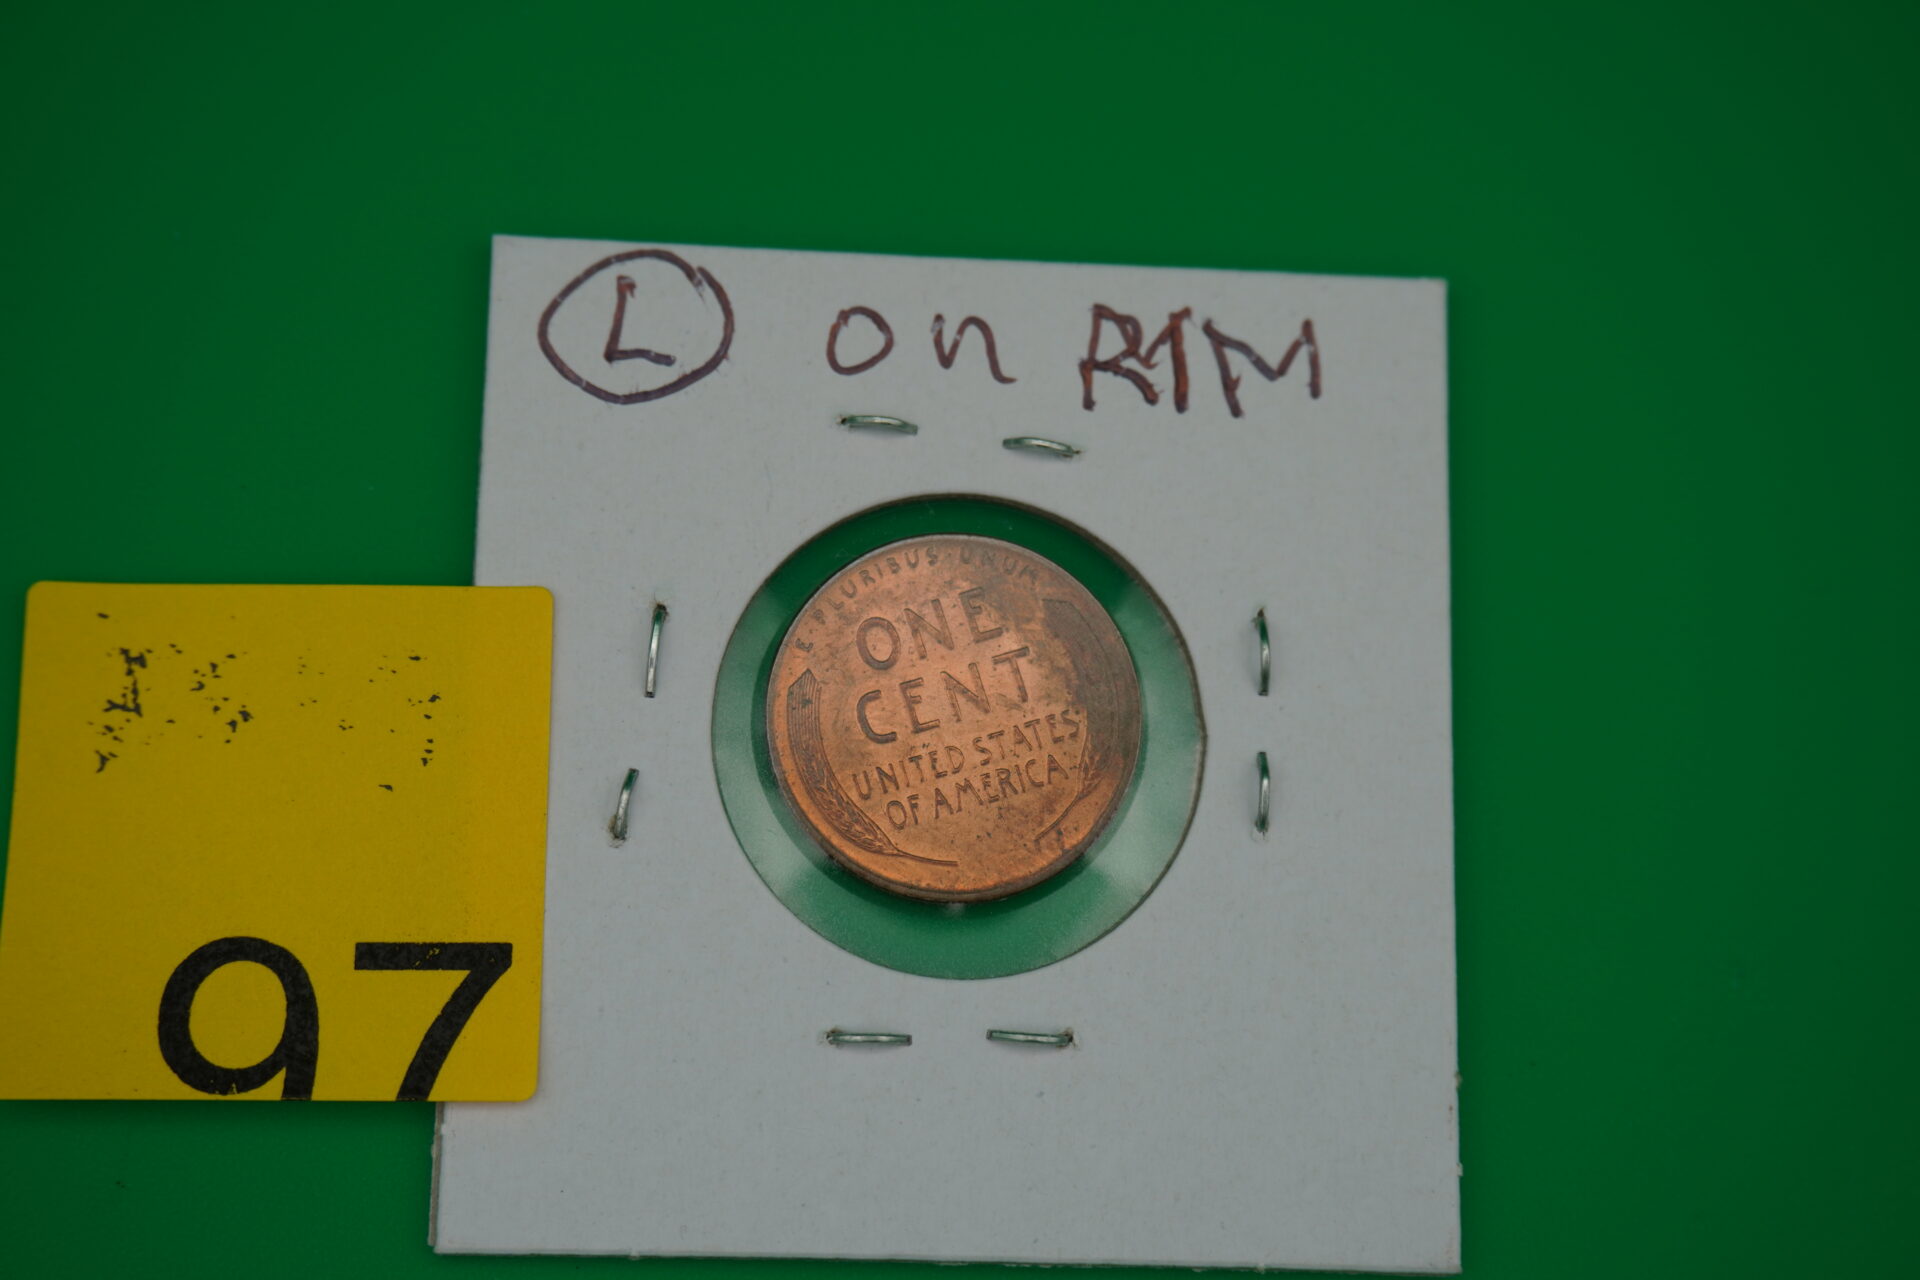 L on RIM
E PLURIBUS·UNUM
ONE
CENT
UNITED STATES
OF AMERICA
97